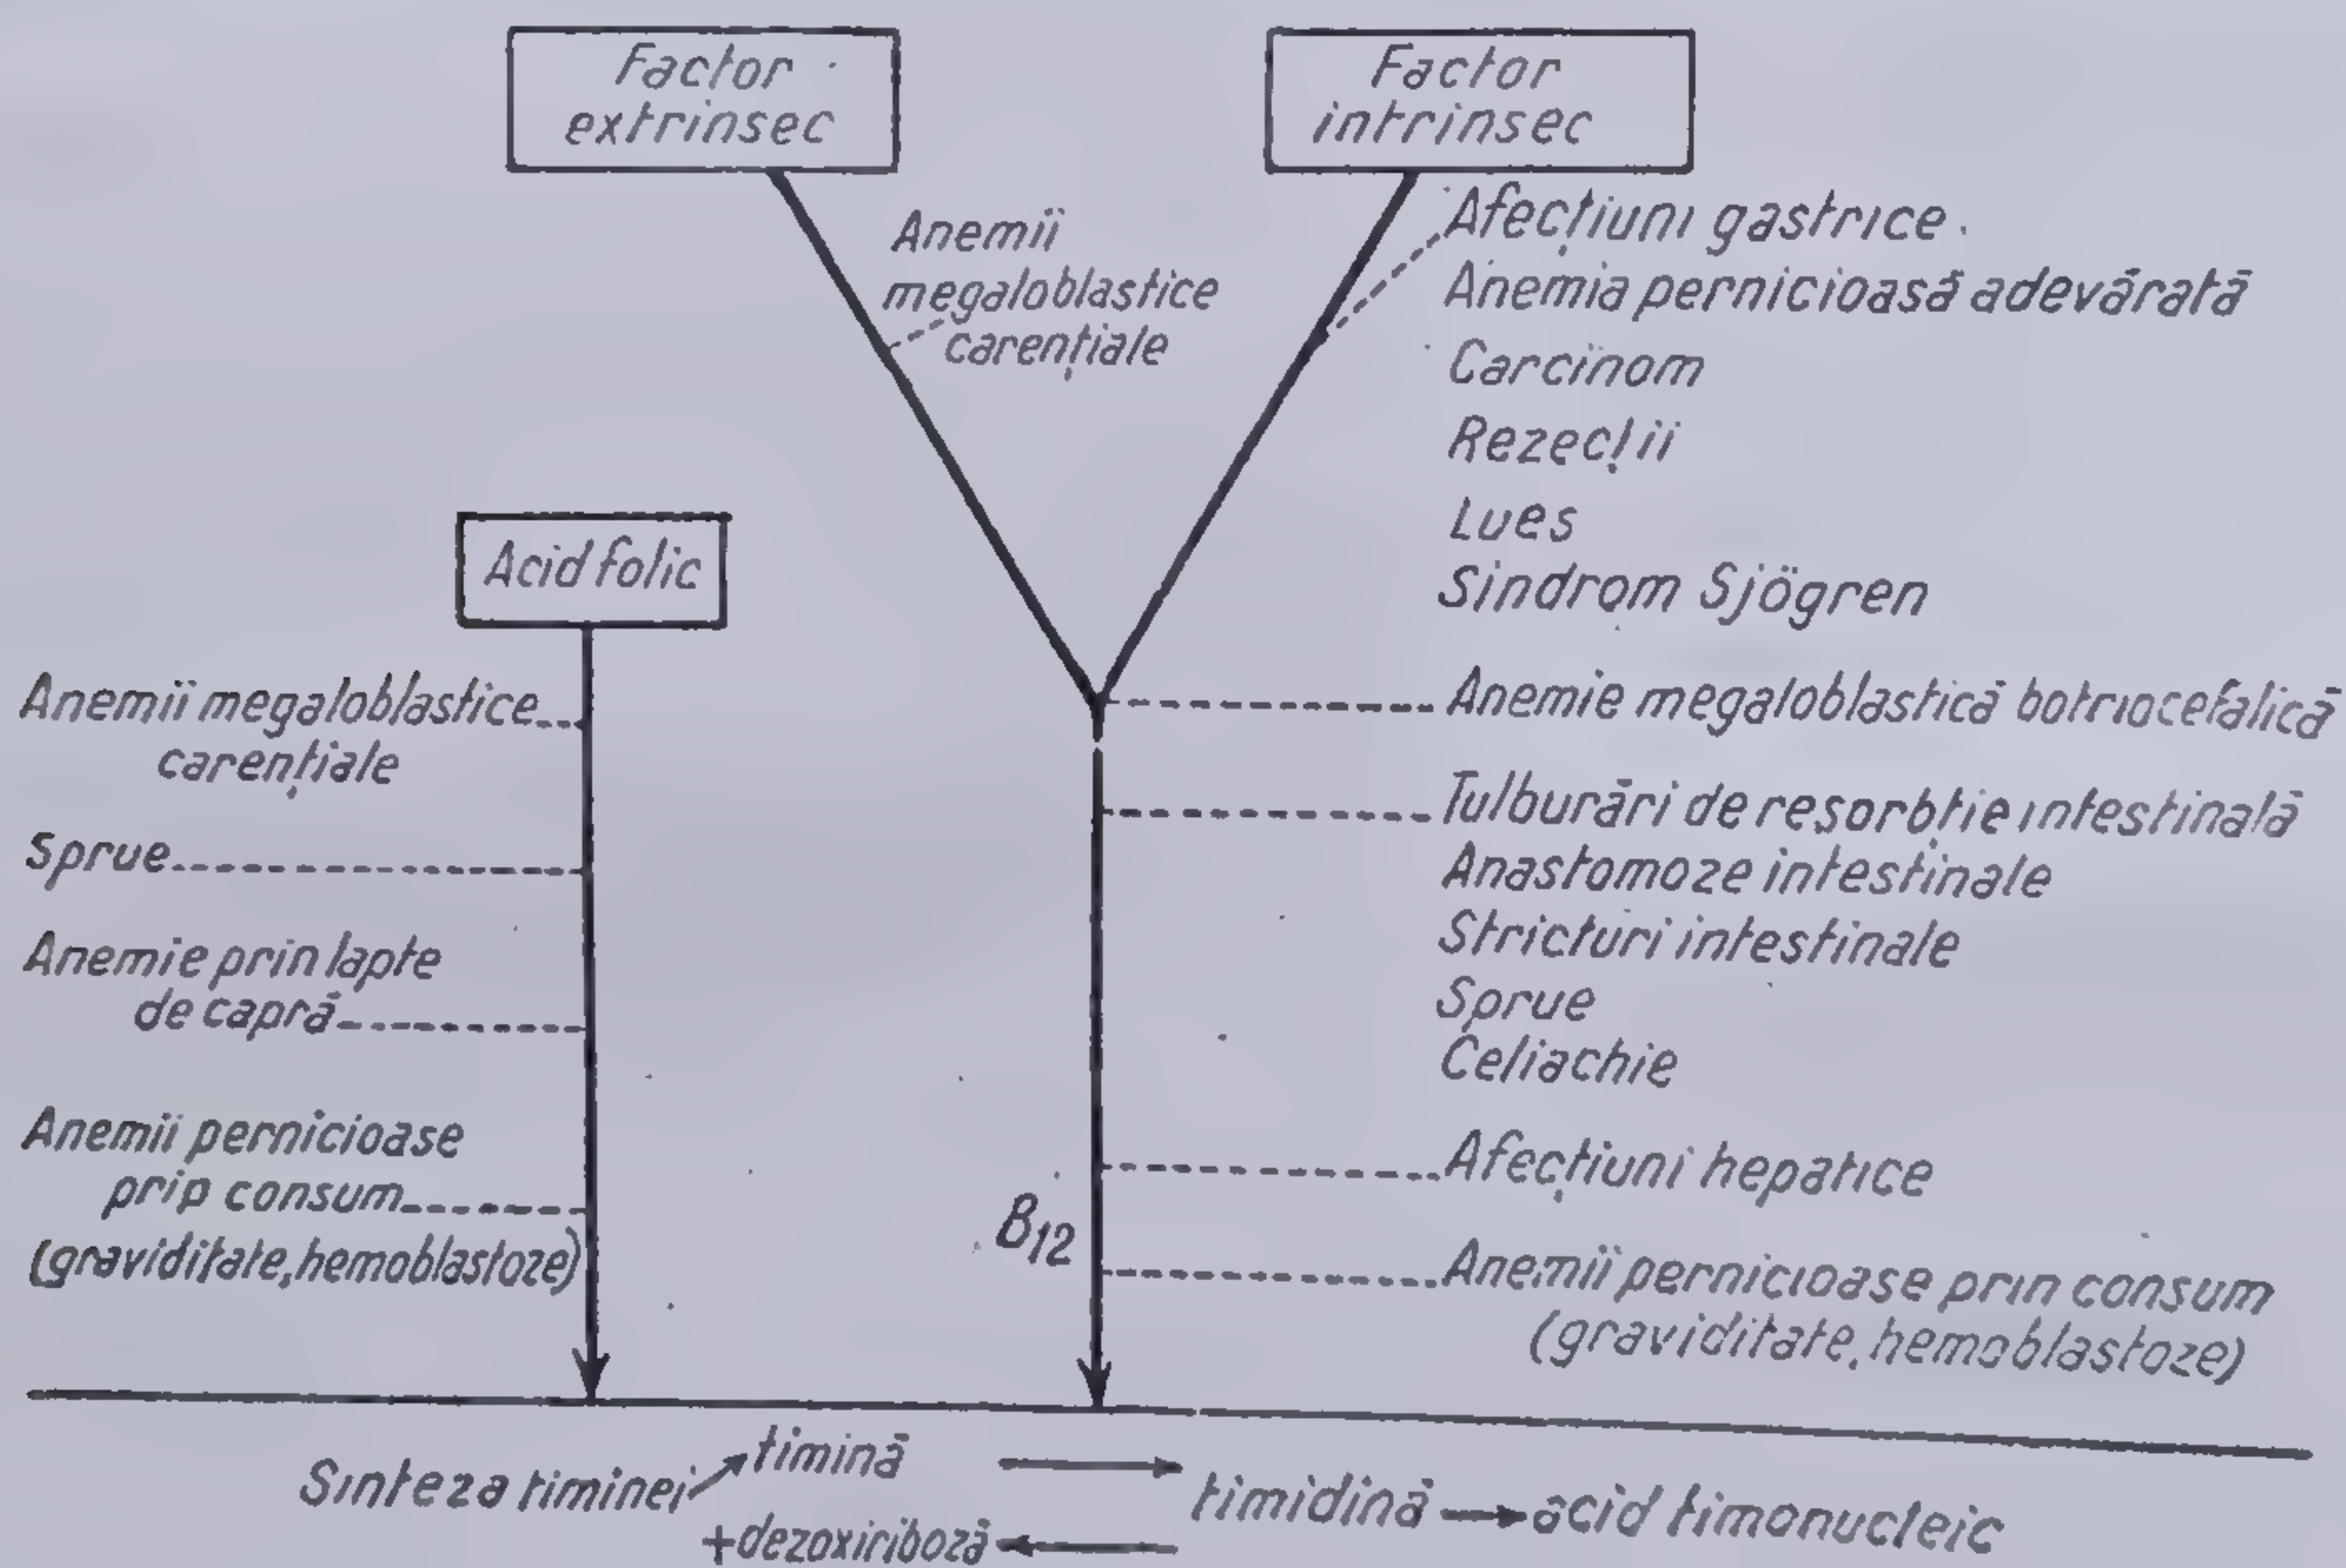 Factor
extrinsec
Factor
intrinsec
Anemii
megaloblastice
carențiale
Afecțiuni gastrice
Anemia pernicioasă adevărată
Carcinom
Rezecții
Lues
Sindrom Sjögren
Acid folic
Anemii megaloblastice
carențiale
Sprue
Anemie prin lapte
de capră
Anemii pernicioase
prin consum
(graviditate, hemoblastoze)
Anemie megaloblastică botriocefalică
Tulburări de resorbție intestinală
Anastomoze intestinale
Stricturi intestinale
Sprue
Celiachie
Afecțiuni hepatice
B12
Anemii pernicioase prin consum
(graviditate, hemoblastoze)
Sinteza timinei
timină
+dezoxiriboză
timidină → acid timonucleic